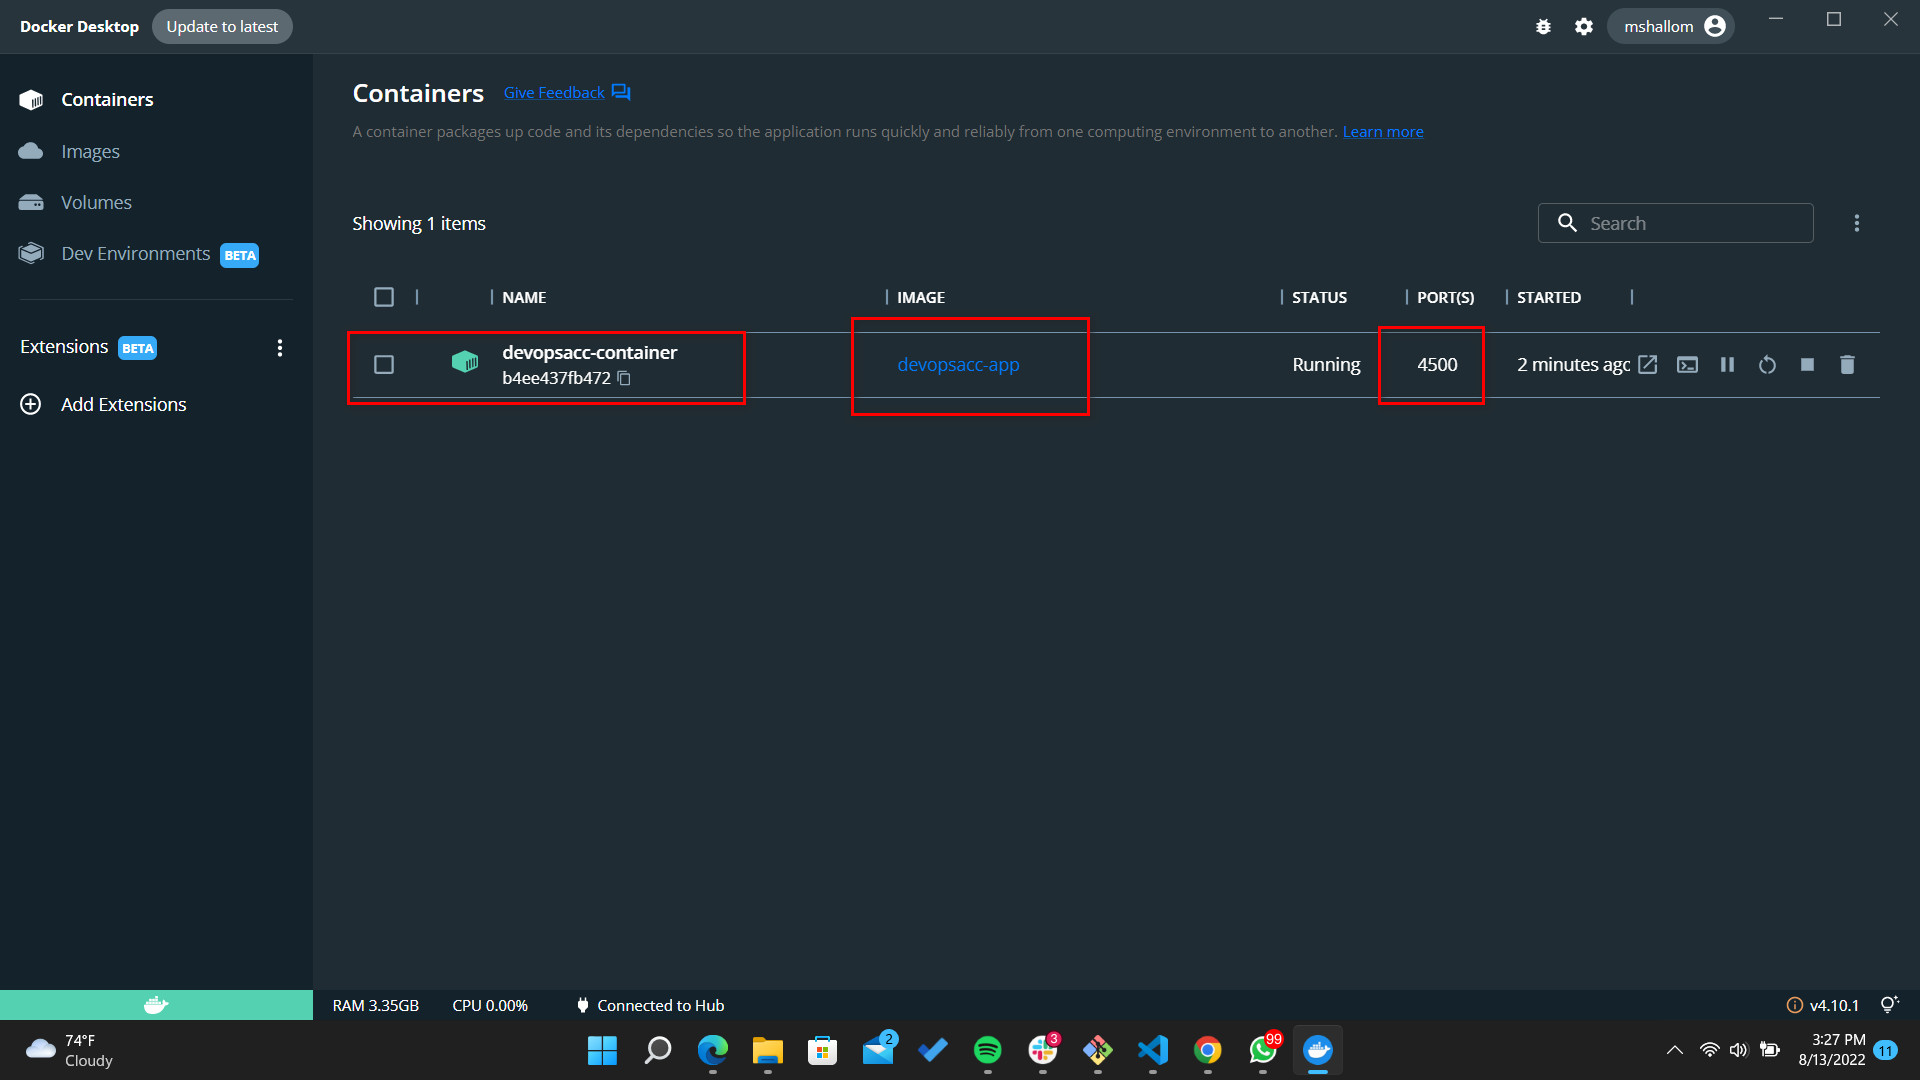 Docker Desktop
Update to latest
mshallom
Containers
Images
Volumes
Dev Environments BETA
Extensions BETA
Add Extensions
Containers
Give Feedback
A container packages up code and its dependencies so the application runs quickly and reliably from one computing environment to another. Learn more
Showing 1 items
Search
NAME IMAGE STATUS PORT(S) STARTED
devopsacc-container
b4ee437fb472
devopsacc-app
Running
4500
2 minutes ago
RAM 3.35GB CPU 0.00% Connected to Hub
v4.10.1
74°F
Cloudy
2
3
99
3:27 PM
8/13/2022
11